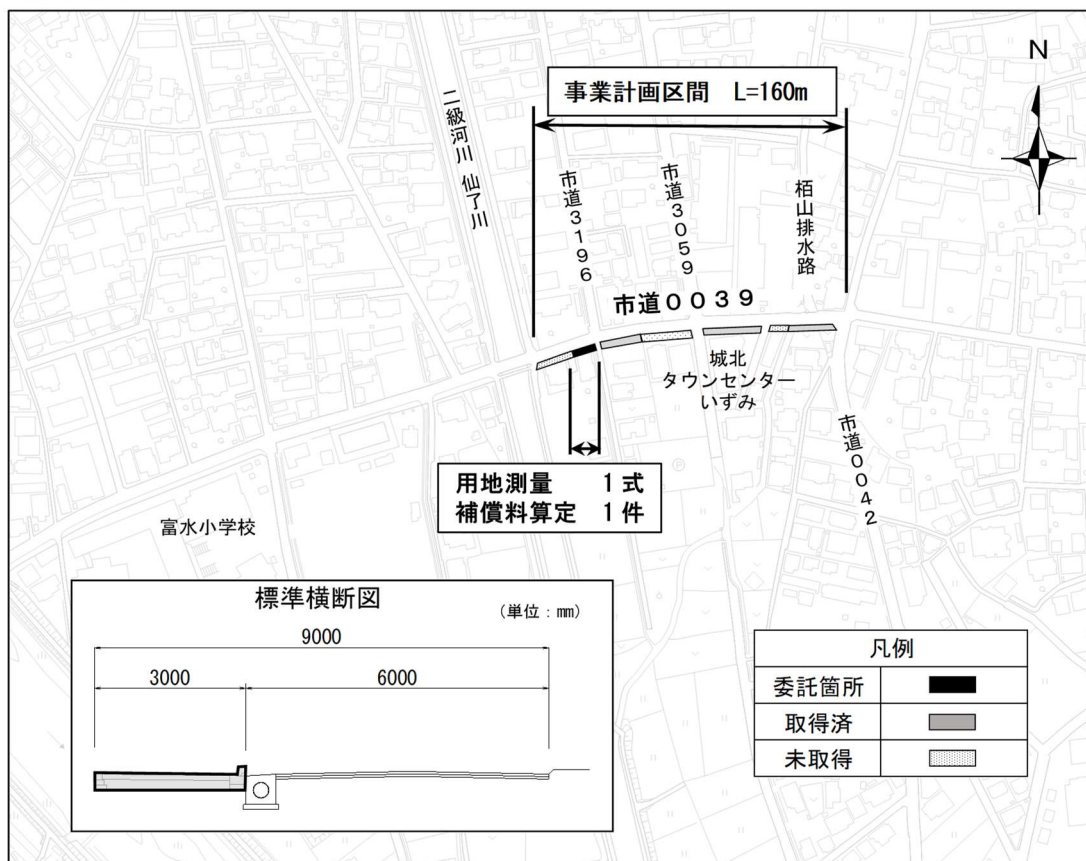 N
事業計画区間 L=160m
二級河川 仙了川
市道3196
市道3059
栢山排水路
市道0039
城北
タウンセンター
いずみ
市道0042
用地測量 1式
補償料算定 1件
富水小学校
標準横断図
(単位:mm)
9000
3000
6000
凡例
委託箇所
取得済
未取得